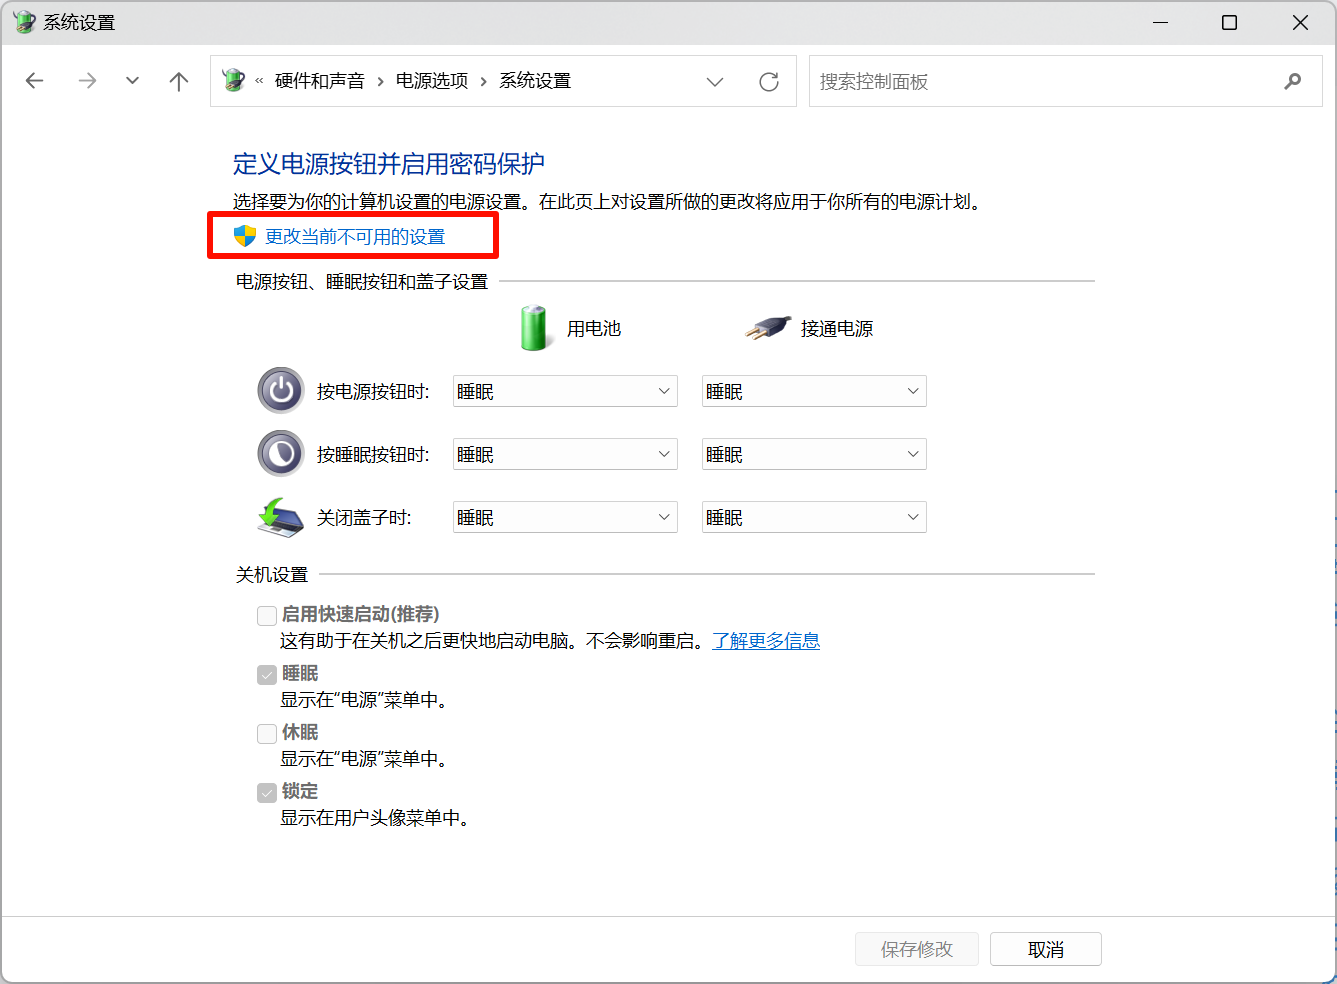 系统设置
« 硬件和声音 › 电源选项 › 系统设置
搜索控制面板
定义电源按钮并启用密码保护
选择要为你的计算机设置的电源设置。在此页上对设置所做的更改将应用于你所有的电源计划。
更改当前不可用的设置
电源按钮、睡眠按钮和盖子设置
用电池 接通电源
按电源按钮时: 睡眠 睡眠
按睡眠按钮时: 睡眠 睡眠
关闭盖子时: 睡眠 睡眠
关机设置
启用快速启动(推荐)
这有助于在关机之后更快地启动电脑。不会影响重启。了解更多信息
睡眠
显示在“电源”菜单中。
休眠
显示在“电源”菜单中。
锁定
显示在用户头像菜单中。
保存修改 取消